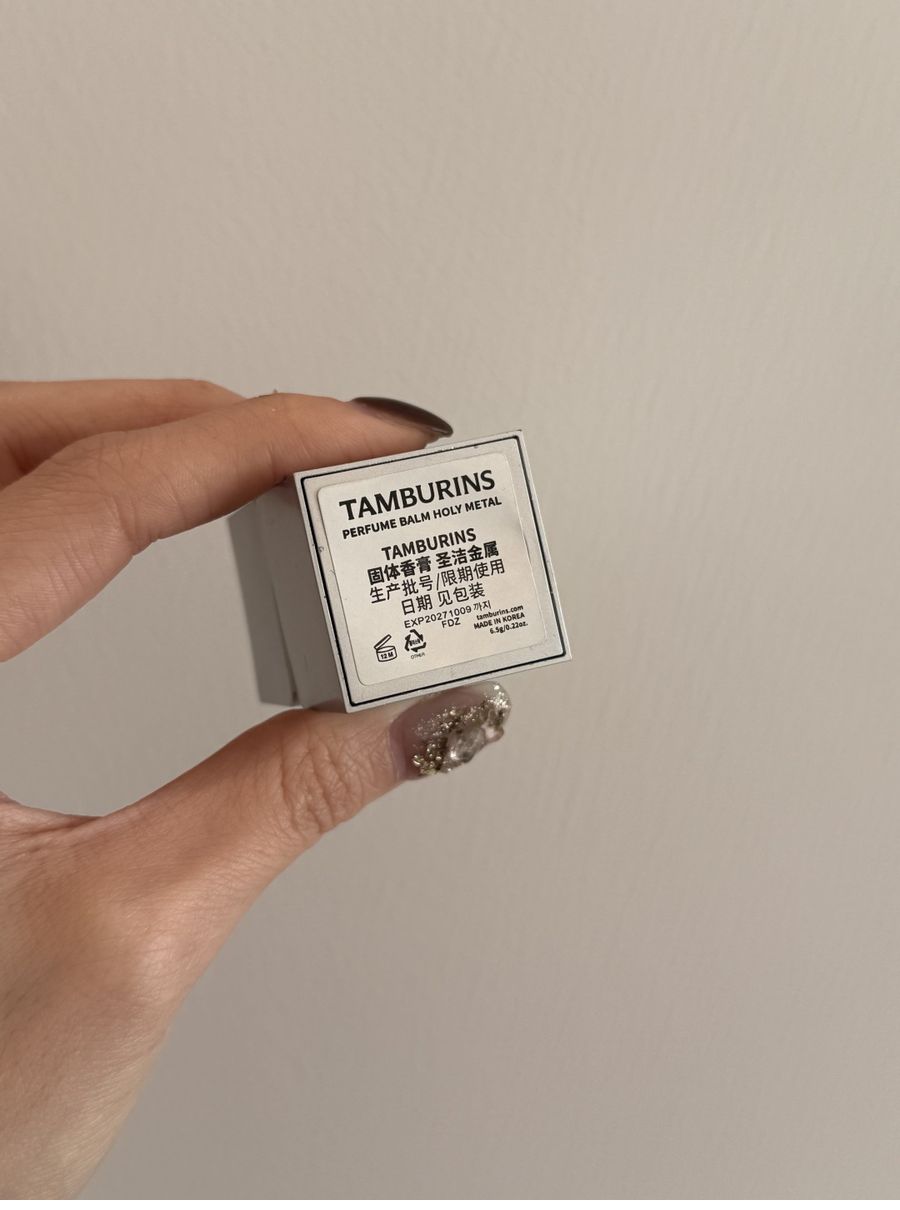 TAMBURINS
PERFUME BALM HOLY METAL
TAMBURINS
固体香膏 圣洁金属
生产批号/限期使用
日期 见包装
EXP20271009 까지
FDZ
tamburins.com
MADE IN KOREA
6.5g/0.22oz.
12 M
OTHER